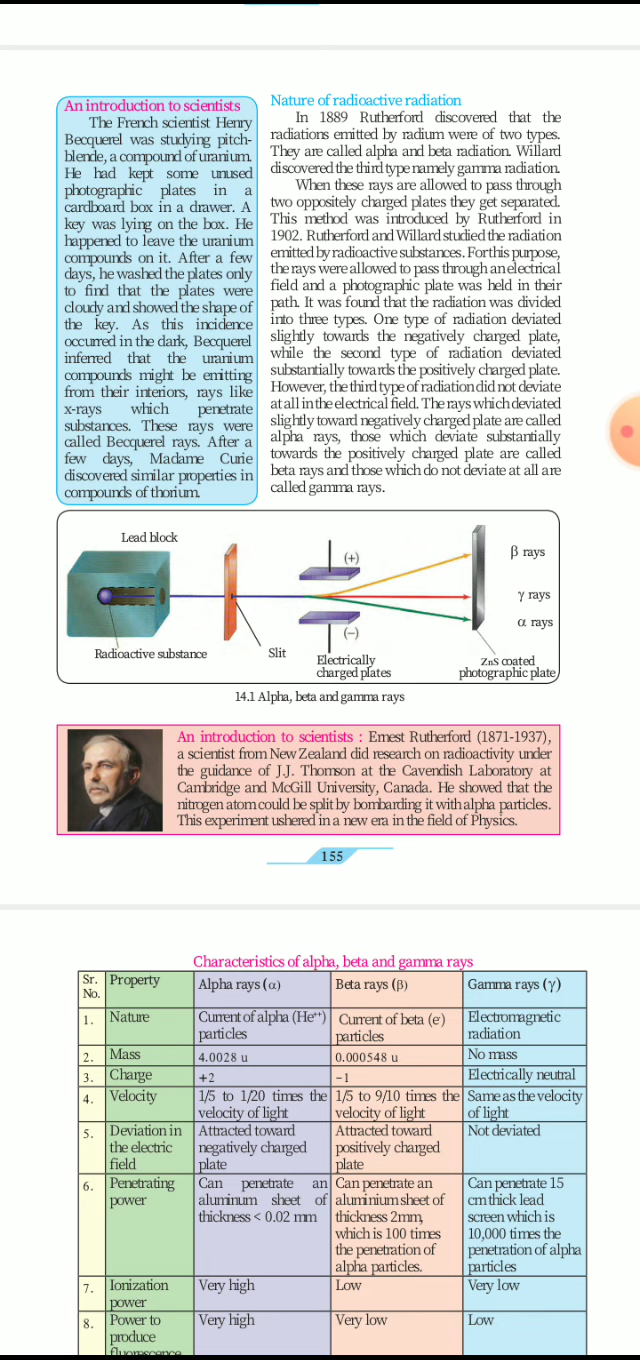 An introduction to scientists
The French scientist Henry
Becquerel was studying pitch-
blende, a compound of uranium.
He had kept some unused
photographic plates in a
cardboard box in a drawer. A
key was lying on the box. He
happened to leave the uranium
compounds on it. After a few
days, he washed the plates only
to find that the plates were
cloudy and showed the shape of
the key. As this incidence
occurred in the dark, Becquerel
inferred that the uranium
compounds might be emitting
from their interiors, rays like
x-rays which penetrate
substances. These rays were
called Becquerel rays. After a
few days, Madame Curie
discovered similar properties in
compounds of thorium.
Nature of radioactive radiation
In 1889 Rutherford discovered that the
radiations emitted by radium were of two types.
They are called alpha and beta radiation. Willard
discovered the third type namely gamma radiation.
When these rays are allowed to pass through
two oppositely charged plates they get separated.
This method was introduced by Rutherford in
1902. Rutherford and Willard studied the radiation
emitted by radioactive substances. For this purpose,
the rays were allowed to pass through an electrical
field and a photographic plate was held in their
path. It was found that the radiation was divided
into three types. One type of radiation deviated
slightly towards the negatively charged plate,
while the second type of radiation deviated
substantially towards the positively charged plate.
However, the third type of radiation did not deviate
at all in the electrical field. The rays which deviated
slightly toward negatively charged plate are called
alpha rays, those which deviate substantially
towards the positively charged plate are called
beta rays and those which do not deviate at all are
called gamma rays.
Lead block
(+)
β rays
γ rays
α rays
(−)
Radioactive substance
Slit
Electrically
charged plates
ZnS coated
photographic plate
14.1 Alpha, beta and gamma rays
An introduction to scientists : Ernest Rutherford (1871-1937),
a scientist from New Zealand did research on radioactivity under
the guidance of J.J. Thomson at the Cavendish Laboratory at
Cambridge and McGill University, Canada. He showed that the
nitrogen atom could be split by bombarding it with alpha particles.
This experiment ushered in a new era in the field of Physics.
155
Characteristics of alpha, beta and gamma rays
Sr.
No.
Property
Alpha rays (α)
Beta rays (β)
Gamma rays (γ)
1.
Nature
Current of alpha (He⁺⁺)
particles
Current of beta (e⁻)
particles
Electromagnetic
radiation
2.
Mass
4.0028 u
0.000548 u
No mass
3.
Charge
+2
-1
Electrically neutral
4.
Velocity
1/5 to 1/20 times the
velocity of light
1/5 to 9/10 times the
velocity of light
Same as the velocity
of light
5.
Deviation in
the electric
field
Attracted toward
negatively charged
plate
Attracted toward
positively charged
plate
Not deviated
6.
Penetrating
power
Can penetrate an
aluminum sheet of
thickness < 0.02 mm
Can penetrate an
aluminium sheet of
thickness 2mm,
which is 100 times
the penetration of
alpha particles.
Can penetrate 15
cm thick lead
screen which is
10,000 times the
penetration of alpha
particles
7.
Ionization
power
Very high
Low
Very low
8.
Power to
produce
fluorescence
Very high
Very low
Low